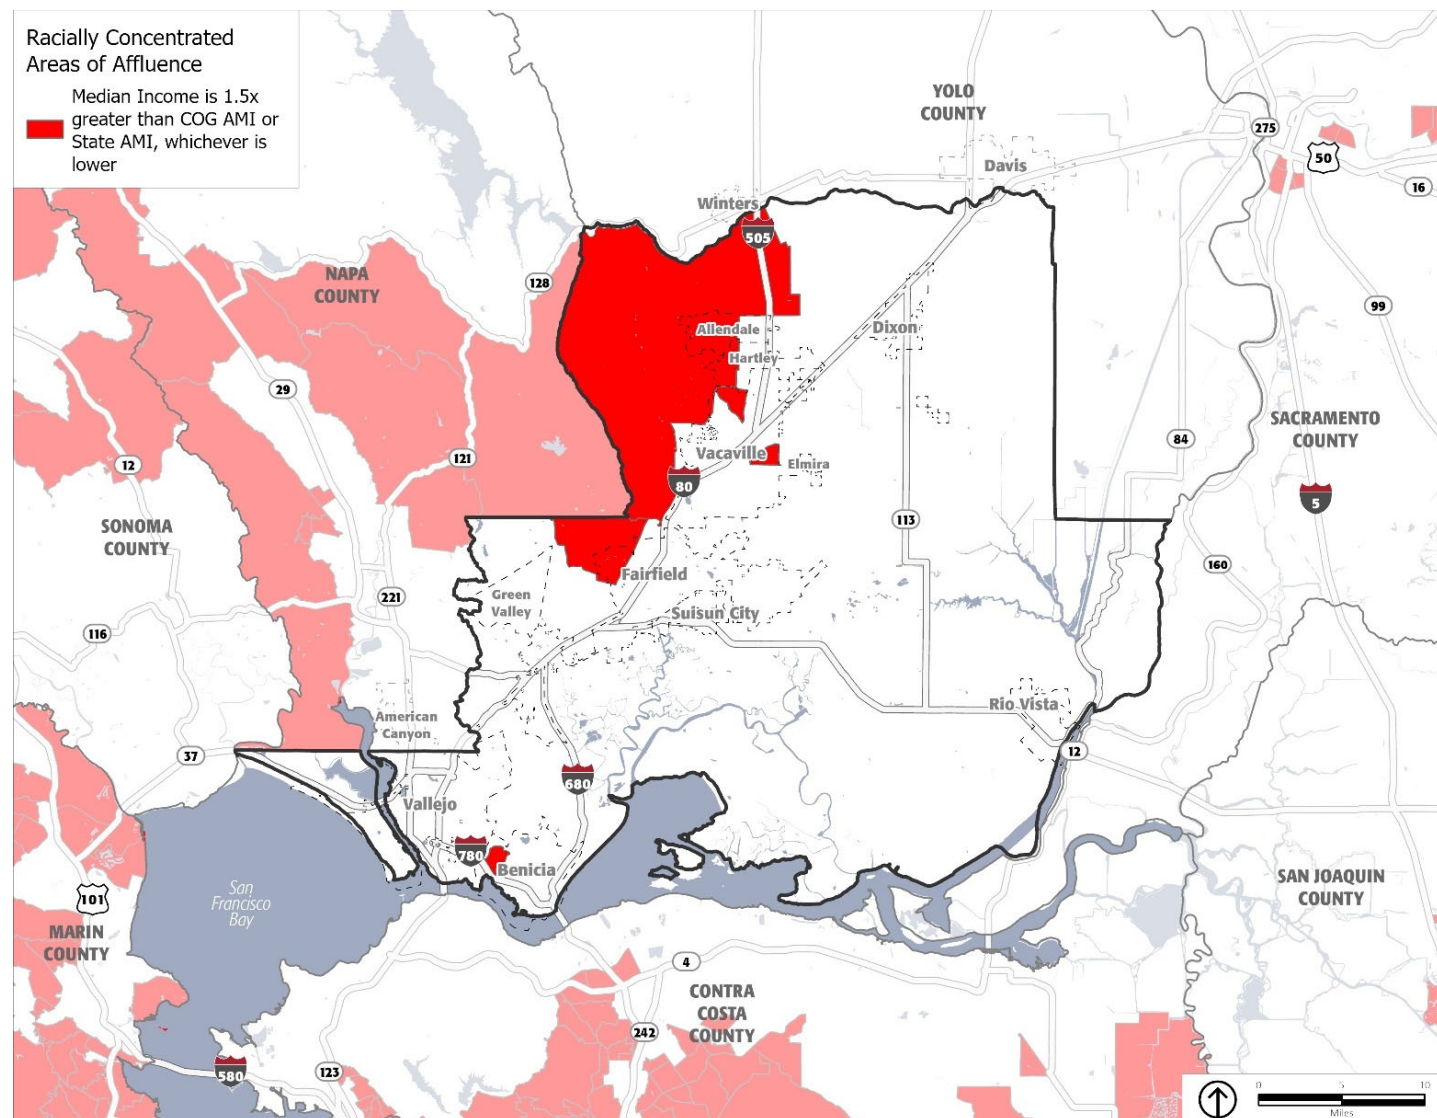 Racially Concentrated
Areas of Affluence
Median Income is 1.5x
greater than COG AMI or
State AMI, whichever is
lower
YOLO
COUNTY
275
50
Davis
16
Winters
505
NAPA
COUNTY
128
99
Allendale
Dixon
Hartley
29
SACRAMENTO
COUNTY
84
12
121
Vacaville
Elmira
80
5
SONOMA
COUNTY
113
160
Fairfield
Green
Valley
221
Suisun City
116
Rio Vista
American
Canyon
12
37
680
Vallejo
780
Benicia
San
Francisco
Bay
101
SAN JOAQUIN
COUNTY
MARIN
COUNTY
4
CONTRA
COSTA
COUNTY
242
580
123
0
5
10
Miles